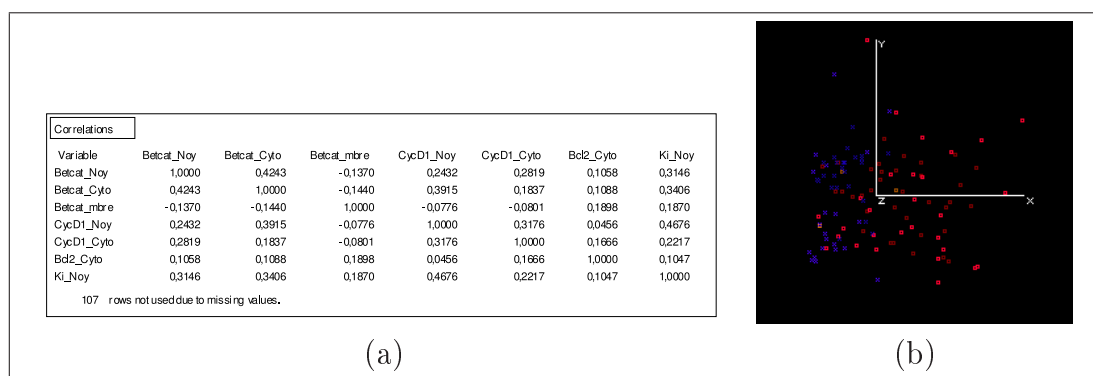 Correlations
Variable Betcat_Noy Betcat_Cyto Betcat_mbre CycD1_Noy CycD1_Cyto Bcl2_Cyto Ki_Noy
Betcat_Noy 1,0000 0,4243 -0,1370 0,2432 0,2819 0,1058 0,3146
Betcat_Cyto 0,4243 1,0000 -0,1440 0,3915 0,1837 0,1088 0,3406
Betcat_mbre -0,1370 -0,1440 1,0000 -0,0776 -0,0801 0,1898 0,1870
CycD1_Noy 0,2432 0,3915 -0,0776 1,0000 0,3176 0,0456 0,4676
CycD1_Cyto 0,2819 0,1837 -0,0801 0,3176 1,0000 0,1666 0,2217
Bcl2_Cyto 0,1058 0,1088 0,1898 0,0456 0,1666 1,0000 0,1047
Ki_Noy 0,3146 0,3406 0,1870 0,4676 0,2217 0,1047 1,0000
107 rows not used due to missing values.
Y
Z
X
(a)
(b)